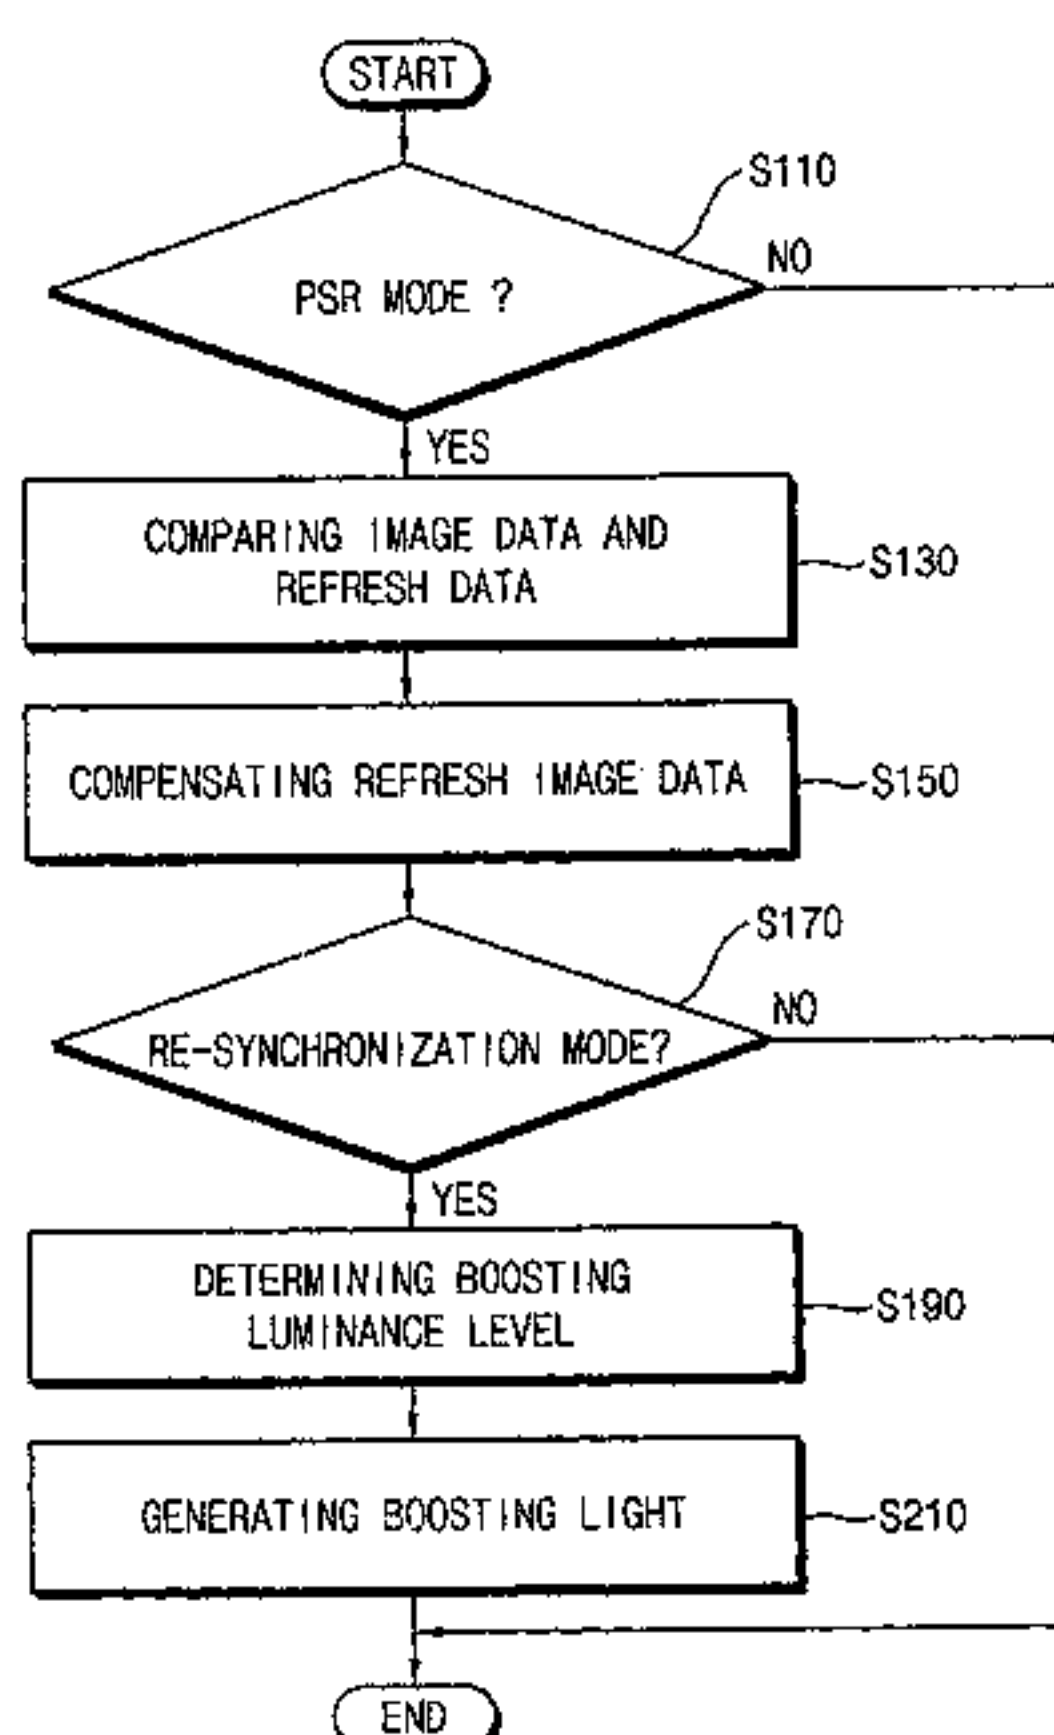 START
S110
NO
PSR MODE ?
YES
COMPARING IMAGE DATA AND
REFRESH DATA
S130
COMPENSATING REFRESH IMAGE DATA
S150
S170
NO
RE-SYNCHRONIZATION MODE?
YES
DETERMINING BOOSTING
LUMINANCE LEVEL
S190
GENERATING BOOSTING LIGHT
S210
END